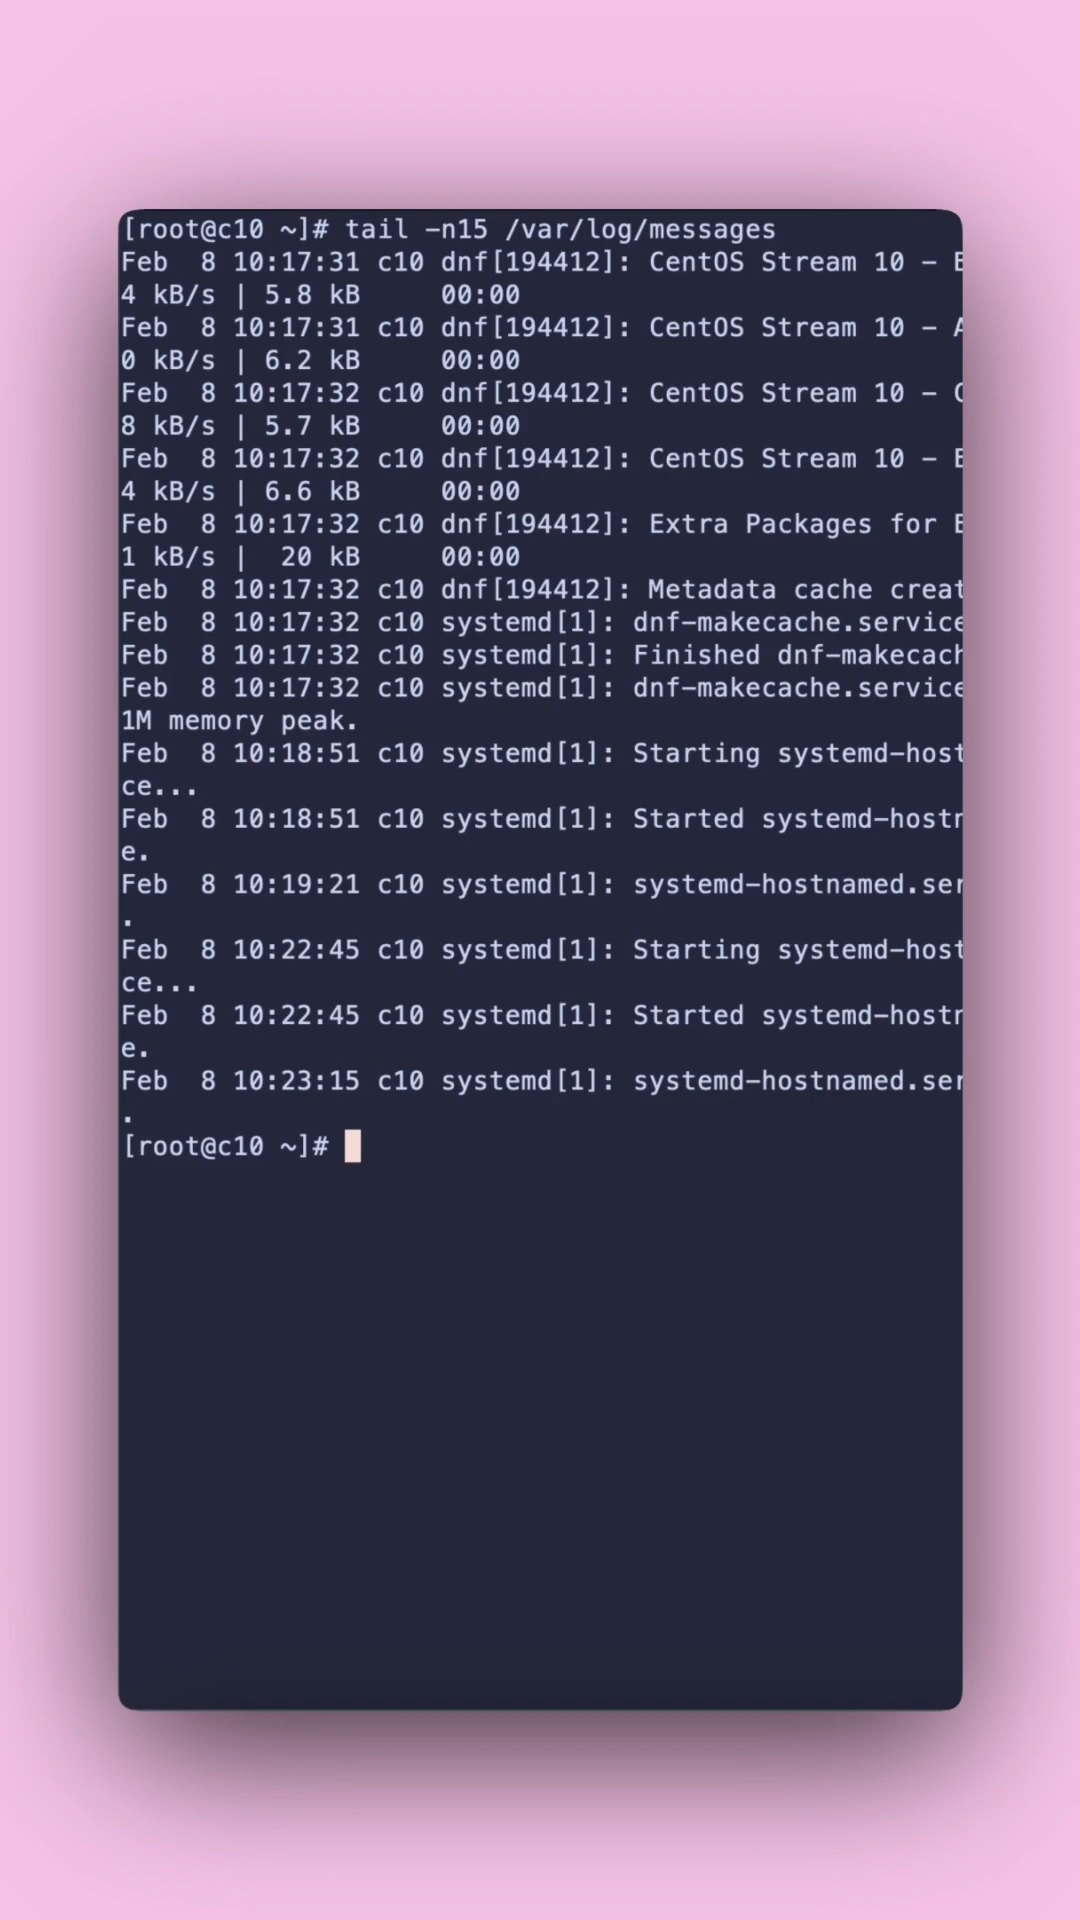 [root@c10 ~]# tail -n15 /var/log/messages
Feb  8 10:17:31 c10 dnf[194412]: CentOS Stream 10 -
4 kB/s | 5.8 kB     00:00
Feb  8 10:17:31 c10 dnf[194412]: CentOS Stream 10 - A
0 kB/s | 6.2 kB     00:00
Feb  8 10:17:32 c10 dnf[194412]: CentOS Stream 10 -
8 kB/s | 5.7 kB     00:00
Feb  8 10:17:32 c10 dnf[194412]: CentOS Stream 10 -
4 kB/s | 6.6 kB     00:00
Feb  8 10:17:32 c10 dnf[194412]: Extra Packages for E
1 kB/s |  20 kB     00:00
Feb  8 10:17:32 c10 dnf[194412]: Metadata cache creat
Feb  8 10:17:32 c10 systemd[1]: dnf-makecache.service
Feb  8 10:17:32 c10 systemd[1]: Finished dnf-makecach
Feb  8 10:17:32 c10 systemd[1]: dnf-makecache.service
1M memory peak.
Feb  8 10:18:51 c10 systemd[1]: Starting systemd-host
ce...
Feb  8 10:18:51 c10 systemd[1]: Started systemd-hostn
e.
Feb  8 10:19:21 c10 systemd[1]: systemd-hostnamed.ser
.
Feb  8 10:22:45 c10 systemd[1]: Starting systemd-host
ce...
Feb  8 10:22:45 c10 systemd[1]: Started systemd-hostn
e.
Feb  8 10:23:15 c10 systemd[1]: systemd-hostnamed.ser
.
[root@c10 ~]#